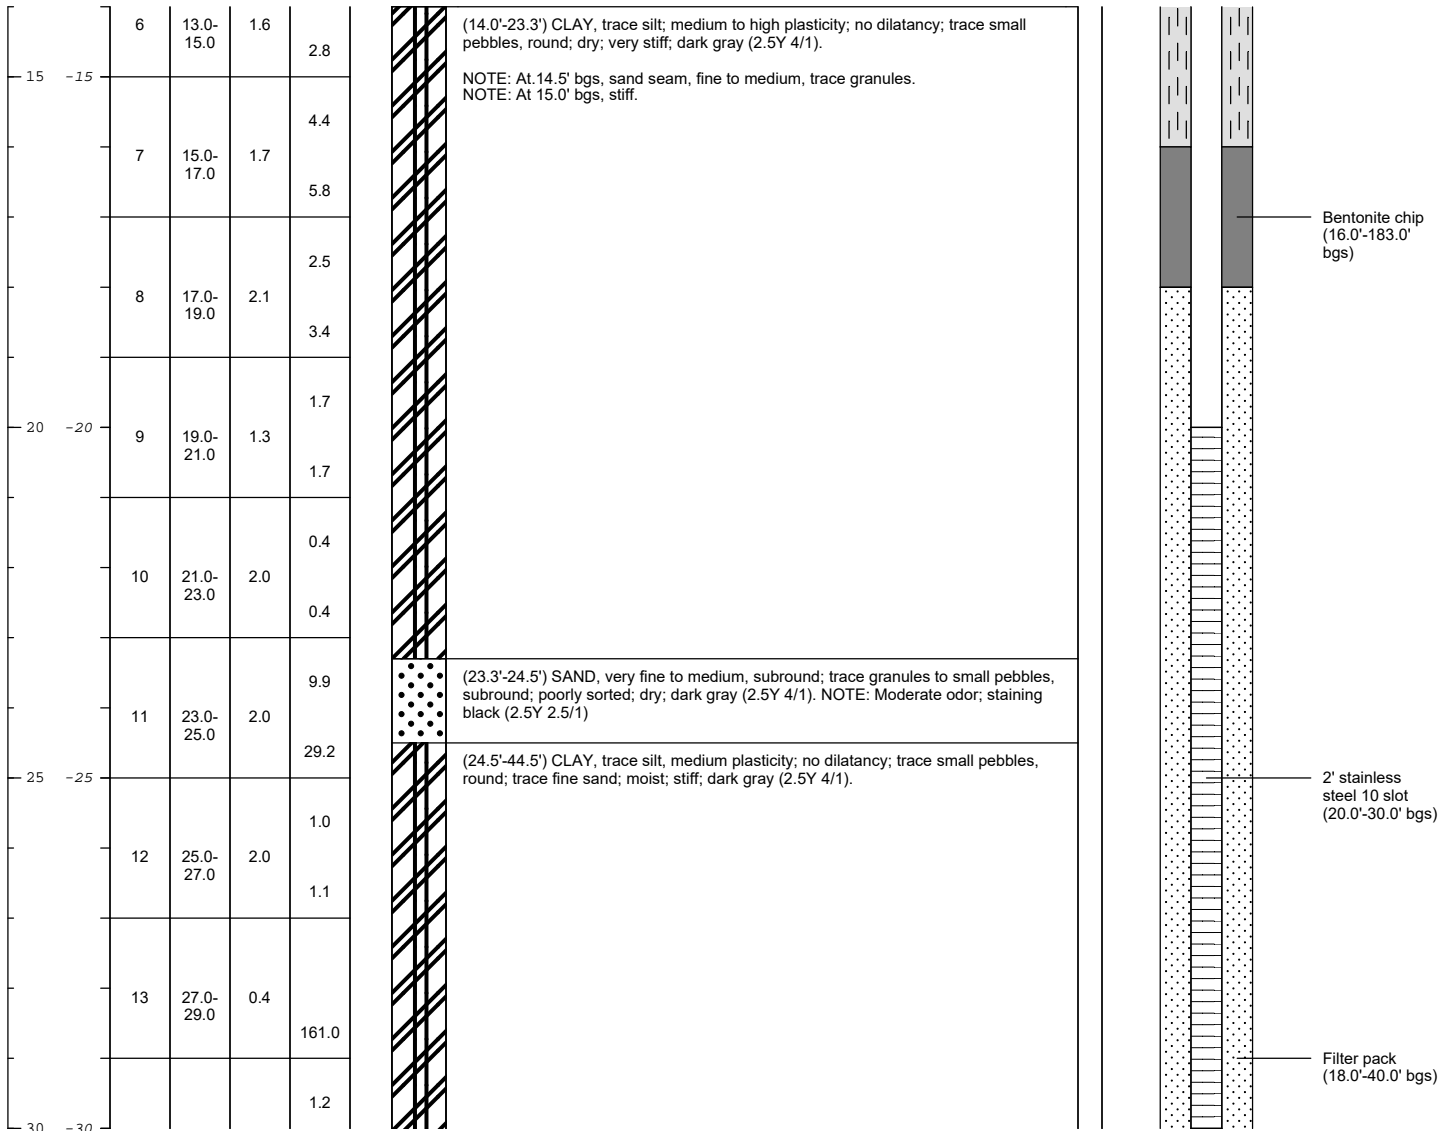 6 13.0- 1.6
15.0
2.8
(14.0'-23.3') CLAY, trace silt; medium to high plasticity; no dilatancy; trace small
pebbles, round; dry; very stiff; dark gray (2.5Y 4/1).
15 -15
NOTE: At.14.5' bgs, sand seam, fine to medium, trace granules.
NOTE: At 15.0' bgs, stiff.
4.4
7 15.0- 1.7
17.0
5.8
Bentonite chip
(16.0'-183.0'
bgs)
2.5
8 17.0- 2.1
19.0
3.4
1.7
20 -20
9 19.0- 1.3
21.0
1.7
0.4
10 21.0- 2.0
23.0
0.4
9.9
(23.3'-24.5') SAND, very fine to medium, subround; trace granules to small pebbles,
subround; poorly sorted; dry; dark gray (2.5Y 4/1). NOTE: Moderate odor; staining
black (2.5Y 2.5/1)
11 23.0- 2.0
25.0
29.2
(24.5'-44.5') CLAY, trace silt, medium plasticity; no dilatancy; trace small pebbles,
round; trace fine sand; moist; stiff; dark gray (2.5Y 4/1).
25 -25
2' stainless
steel 10 slot
(20.0'-30.0' bgs)
1.0
12 25.0- 2.0
27.0
1.1
13 27.0- 0.4
29.0
161.0
Filter pack
(18.0'-40.0' bgs)
1.2
30 -30